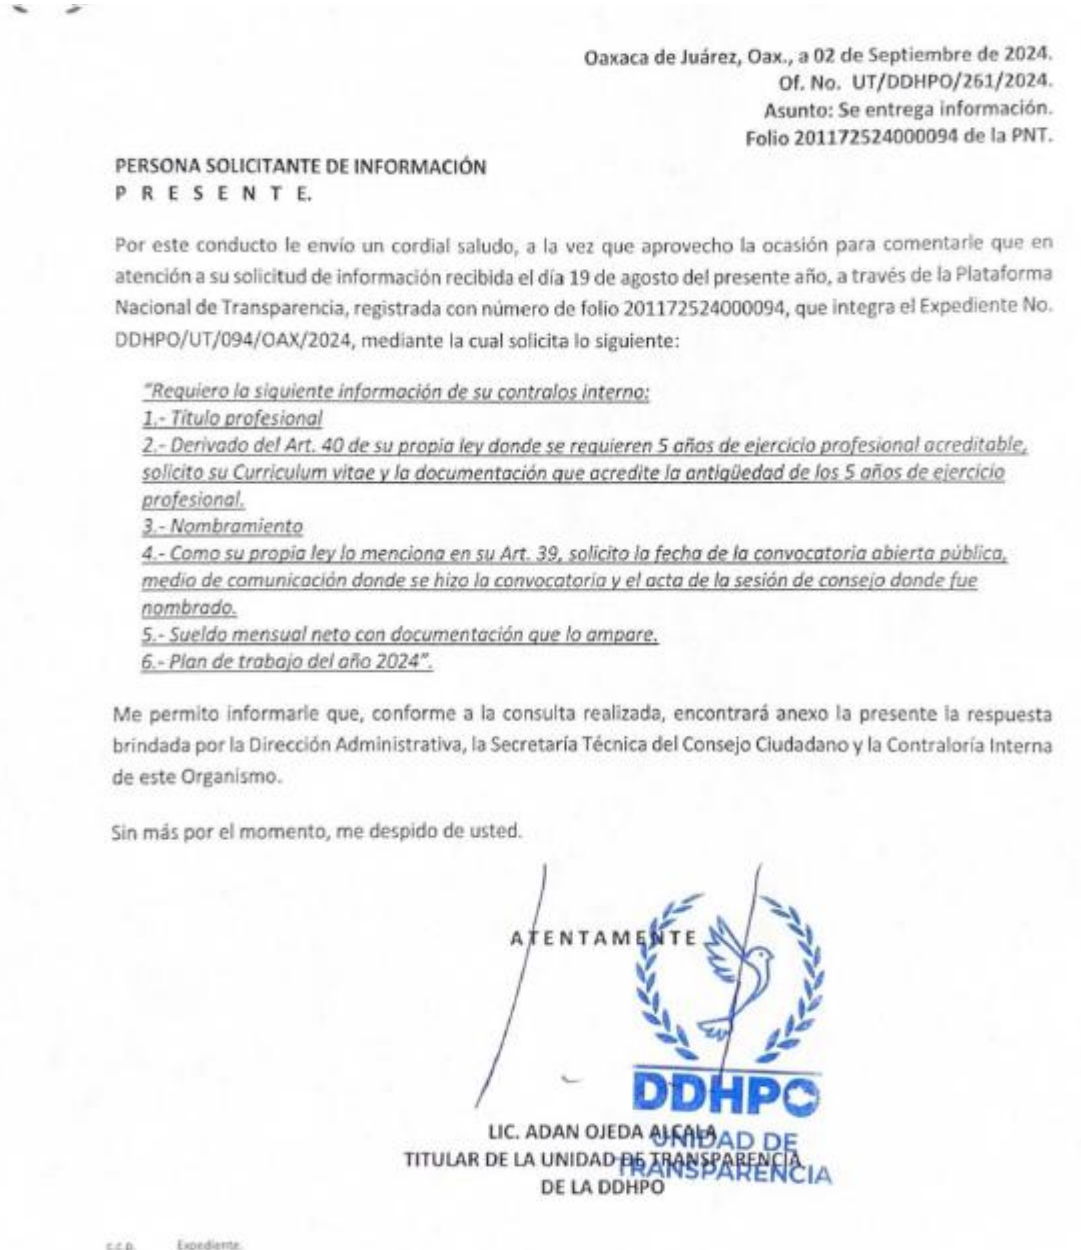 Oaxaca de Juárez, Oax., a 02 de Septiembre de 2024.
Of. No. UT/DDHPO/261/2024.
Asunto: Se entrega información.
Folio 201172524000094 de la PNT.
PERSONA SOLICITANTE DE INFORMACIÓN
P R E S E N T E.
Por este conducto le envío un cordial saludo, a la vez que aprovecho la ocasión para comentarle que en
atención a su solicitud de información recibida el día 19 de agosto del presente año, a través de la Plataforma
Nacional de Transparencia, registrada con número de folio 201172524000094, que integra el Expediente No.
DDHPO/UT/094/OAX/2024, mediante la cual solicita lo siguiente:
"Requiero la siguiente información de su contralos interno:
1.- Título profesional
2.- Derivado del Art. 40 de su propia ley donde se requieren 5 años de ejercicio profesional acreditable,
solicito su Curriculum vitae y la documentación que acredite la antigüedad de los 5 años de ejercicio
profesional.
3.- Nombramiento
4.- Como su propia ley lo menciona en su Art. 39, solicito la fecha de la convocatoria abierta pública,
medio de comunicación donde se hizo la convocatoria y el acta de la sesión de consejo donde fue
nombrado.
5.- Sueldo mensual neto con documentación que lo ampare.
6.- Plan de trabajo del año 2024".
Me permito informarle que, conforme a la consulta realizada, encontrará anexo la presente la respuesta
brindada por la Dirección Administrativa, la Secretaría Técnica del Consejo Ciudadano y la Contraloría Interna
de este Organismo.
Sin más por el momento, me despido de usted.
A T E N T A M E N T E
DDHPO
UNIDAD DE
TRANSPARENCIA
LIC. ADAN OJEDA ALCALA
TITULAR DE LA UNIDAD DE TRANSPARENCIA
DE LA DDHPO
c.c.p. Expediente.